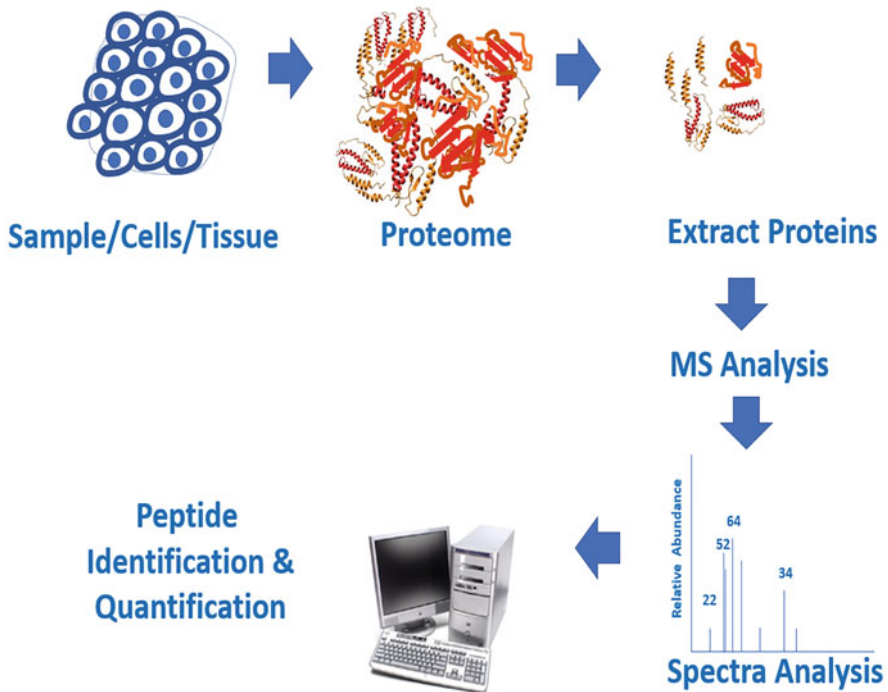 Sample/Cells/Tissue
Proteome
Extract Proteins
MS Analysis
Relative Abundance
64
52
34
22
Spectra Analysis
Peptide
Identification &
Quantification